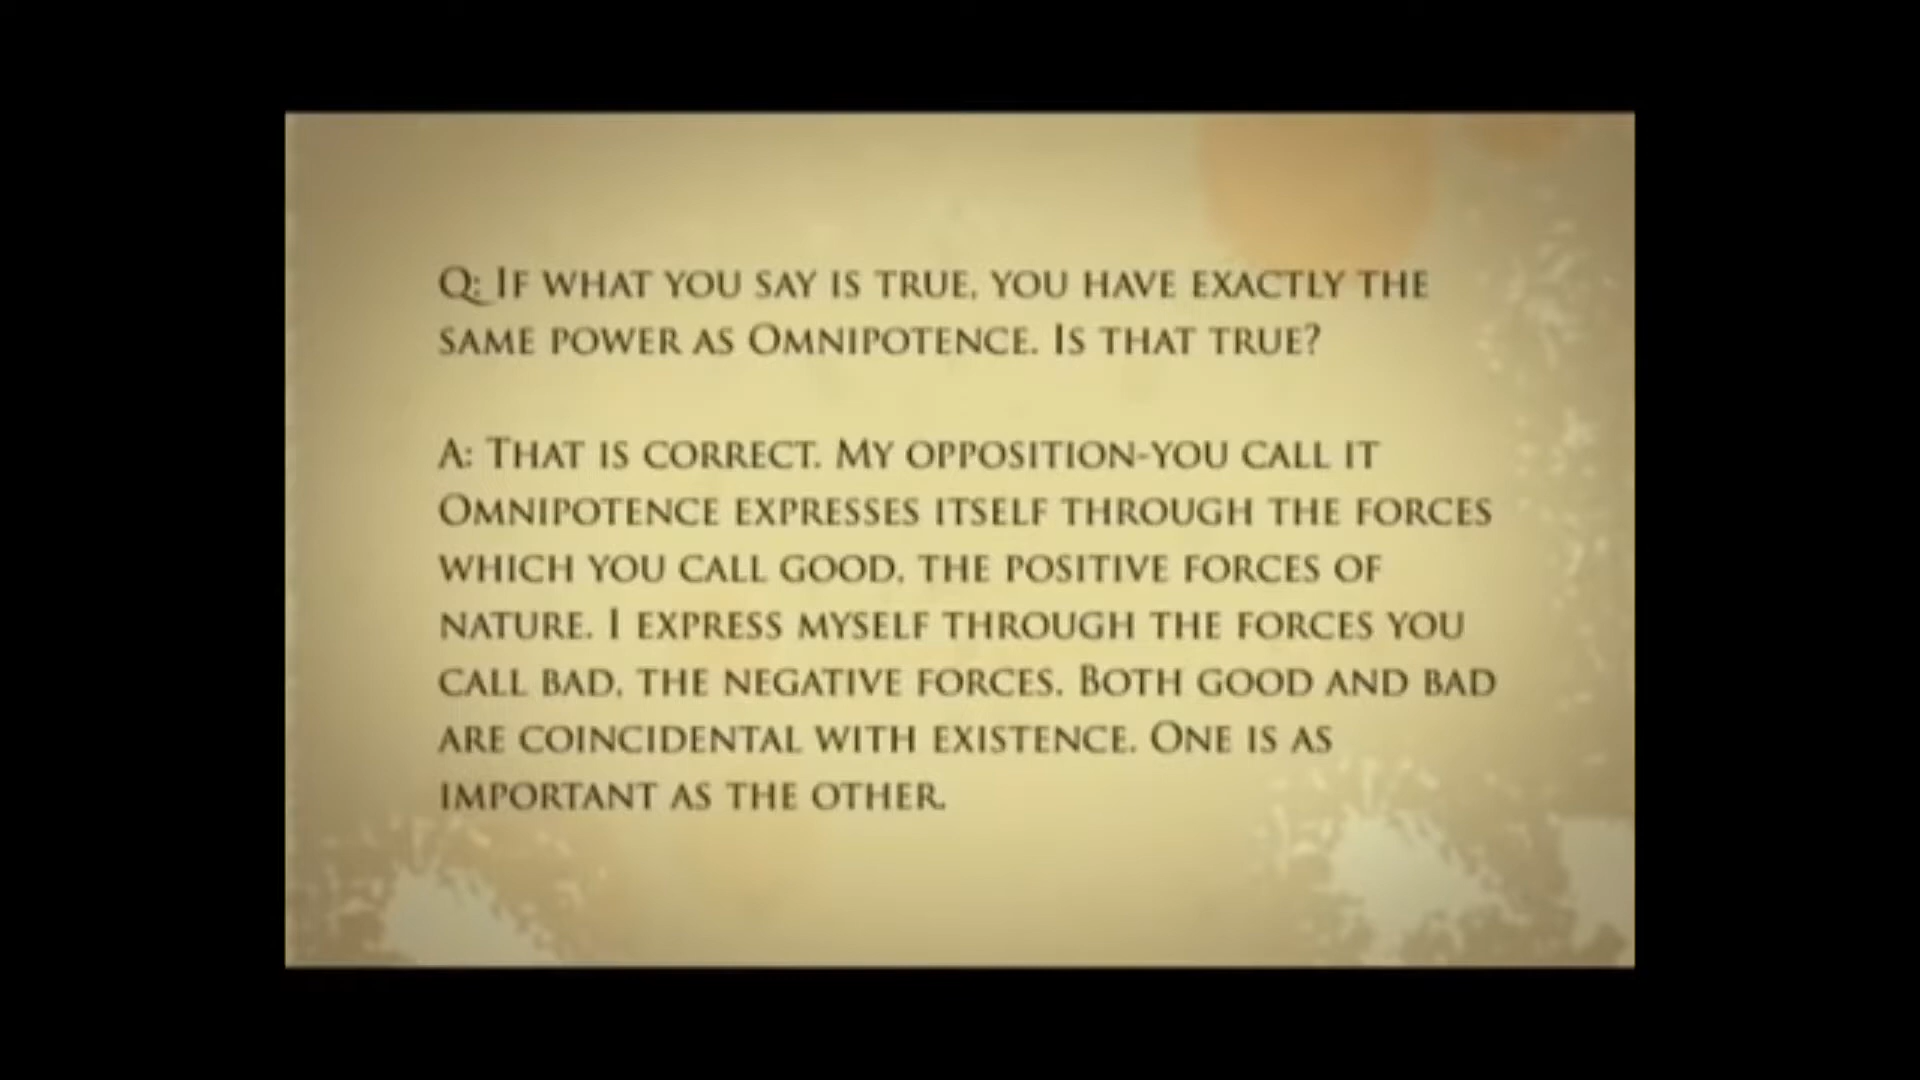 Q: If what you say is true, you have exactly the
same power as Omnipotence. Is that true?
A: That is correct. My opposition-you call it
Omnipotence expresses itself through the forces
which you call good, the positive forces of
nature. I express myself through the forces you
call bad, the negative forces. Both good and bad
are coincidental with existence. One is as
important as the other.